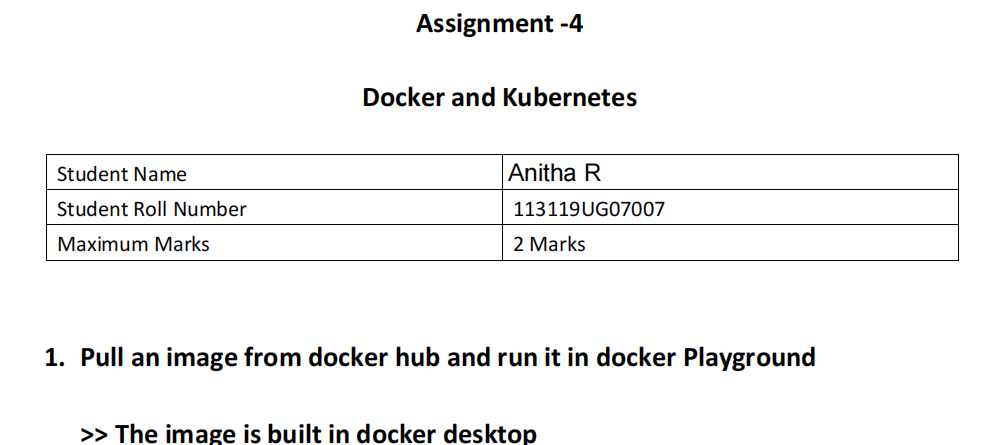 Assignment -4
Docker and Kubernetes
Student Name Anitha R
Student Roll Number 113119UG07007
Maximum Marks 2 Marks
1. Pull an image from docker hub and run it in docker Playground
>> The image is built in docker desktop